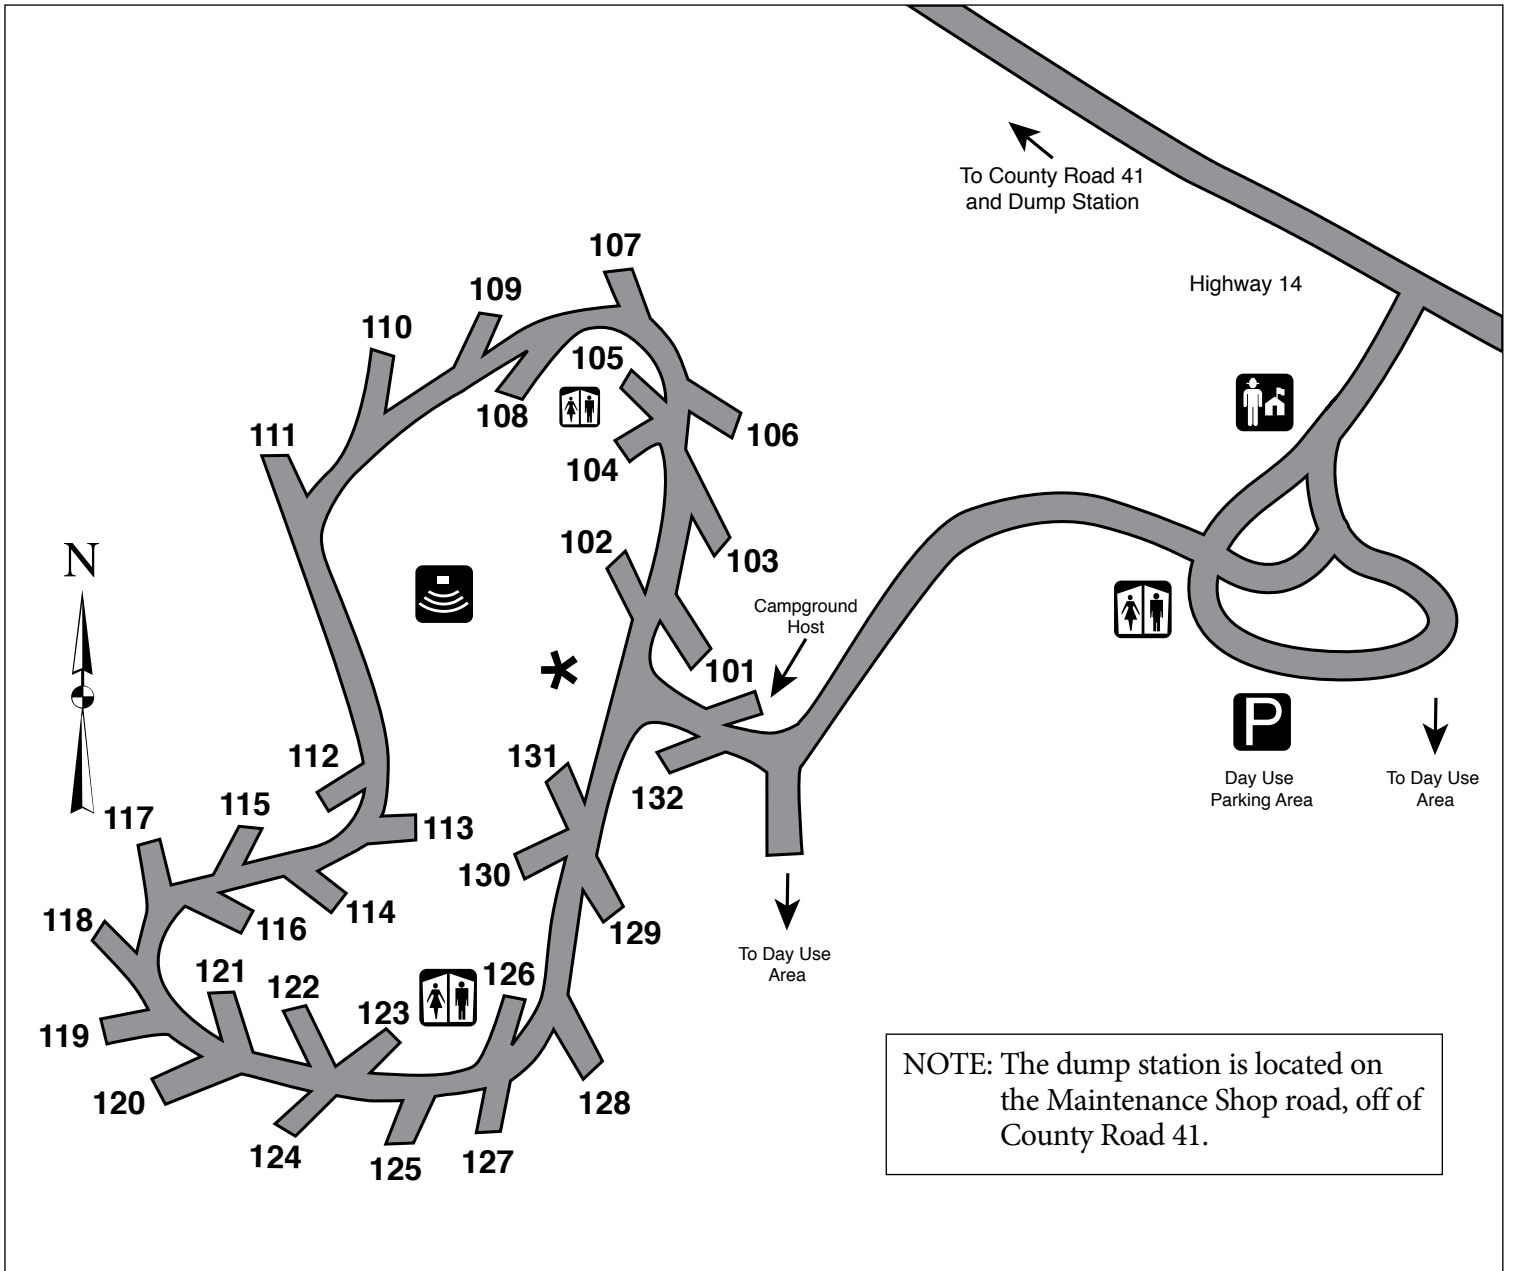 To County Road 41
and Dump Station
107
Highway 14
109
110
105
108
106
111
104
102
103
N
Campground
Host
101
112
131
132
Day Use
Parking Area
To Day Use
Area
P
115
117
113
130
114
118
116
129
To Day Use
Area
121
126
122
123
119
120
128
124
125
127
NOTE: The dump station is located on
the Maintenance Shop road, off of
County Road 41.